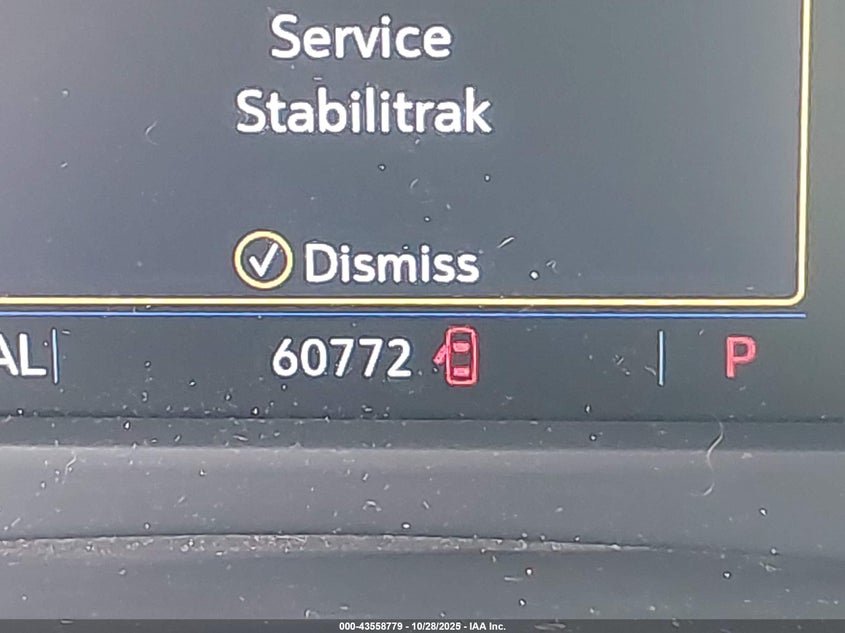 Service
Stabilitrak
Dismiss
AL
60772
P
000-43558779 - 10/28/2025 - IAA Inc.